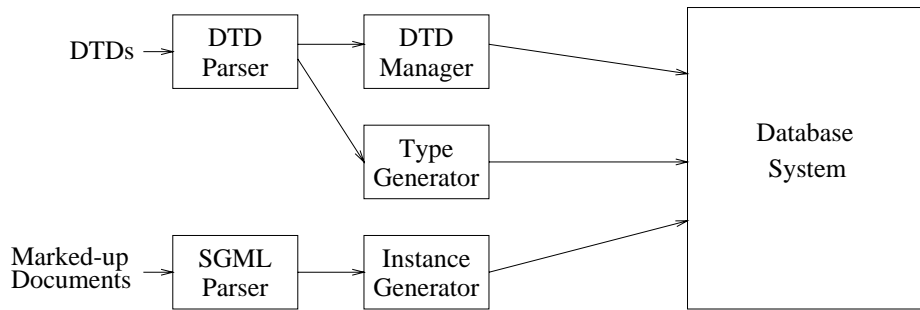 DTDs
DTD
Parser
DTD
Manager
Type
Generator
Database
System
Marked-up
Documents
SGML
Parser
Instance
Generator